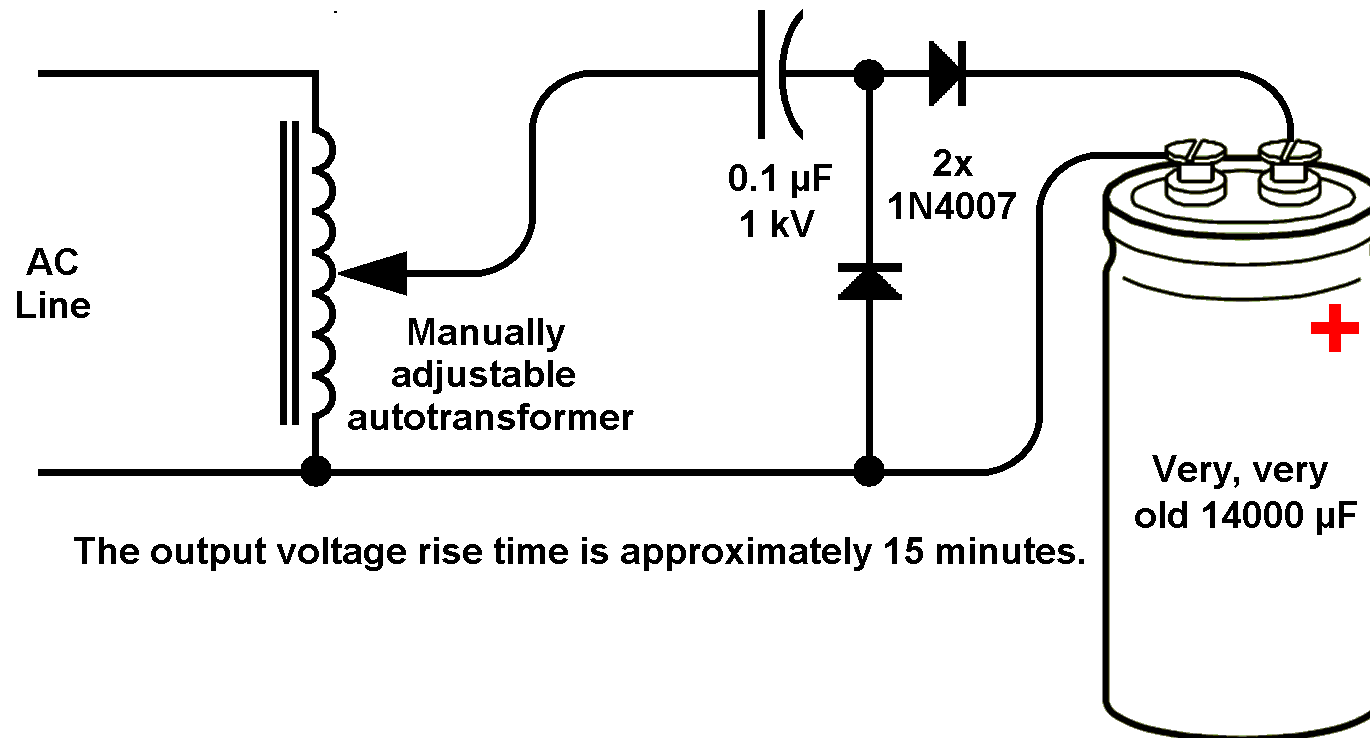 AC
Line
Manually
adjustable
autotransformer
0.1 µF
1 kV
2x
1N4007
+
Very, very
old 14000 µF
The output voltage rise time is approximately 15 minutes.